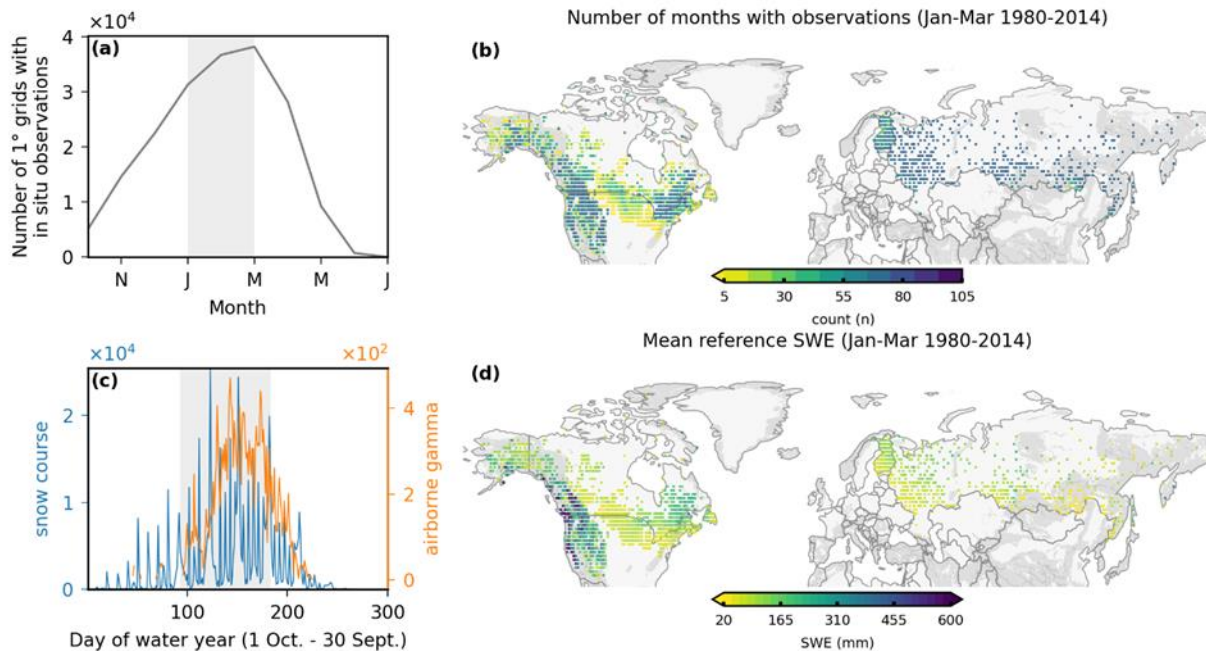 ×10⁴
(a)
Number of 1° grids with
in situ observations
4
3
2
1
0
N
J
M
M
J
Month
Number of months with observations (Jan-Mar 1980-2014)
(b)
5
30
55
80
105
count (n)
×10⁴
×10²
(c)
snow course
2
1
0
airborne gamma
4
2
0
100
200
300
Day of water year (1 Oct. - 30 Sept.)
Mean reference SWE (Jan-Mar 1980-2014)
(d)
20
165
310
455
600
SWE (mm)